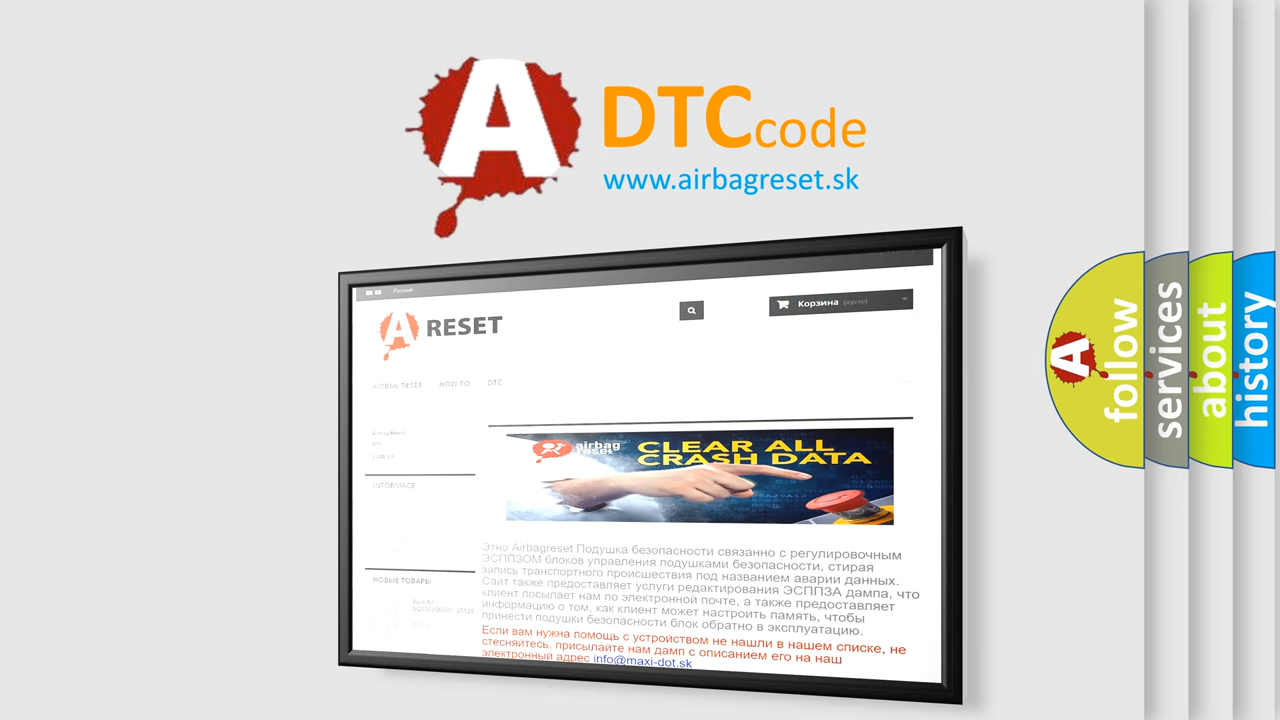 A DTCcode
www.airbagreset.sk
Русский
A RESET
Корзина (пусто)
AIRBAG RESET HOW TO DTC
INFORMACE
airbag
reset
CLEAR ALL
CRASH DATA
Этно Airbagreset Подушка безопасности связанно с регулировочным
ЭСППЗОМ блоков управления подушками безопасности, стирая
запись транспортного происшествия под названием аварии данных.
Сайт также предоставляет услуги редактирования ЭСППЗА дампа, что
клиент посылает нам по электронной почте, а также предоставляет
информацию о том, как клиент может настроить память, чтобы
принести подушки безопасности блок обратно в эксплуатацию.
Если вам нужна помощь с устройством не нашли в нашем списке, не
стесняйтесь, присылайте нам дамп с описанием его на наш
электронный адрес info@maxi-dot.sk
НОВЫЕ ТОВАРЫ
A follow
services
about
history